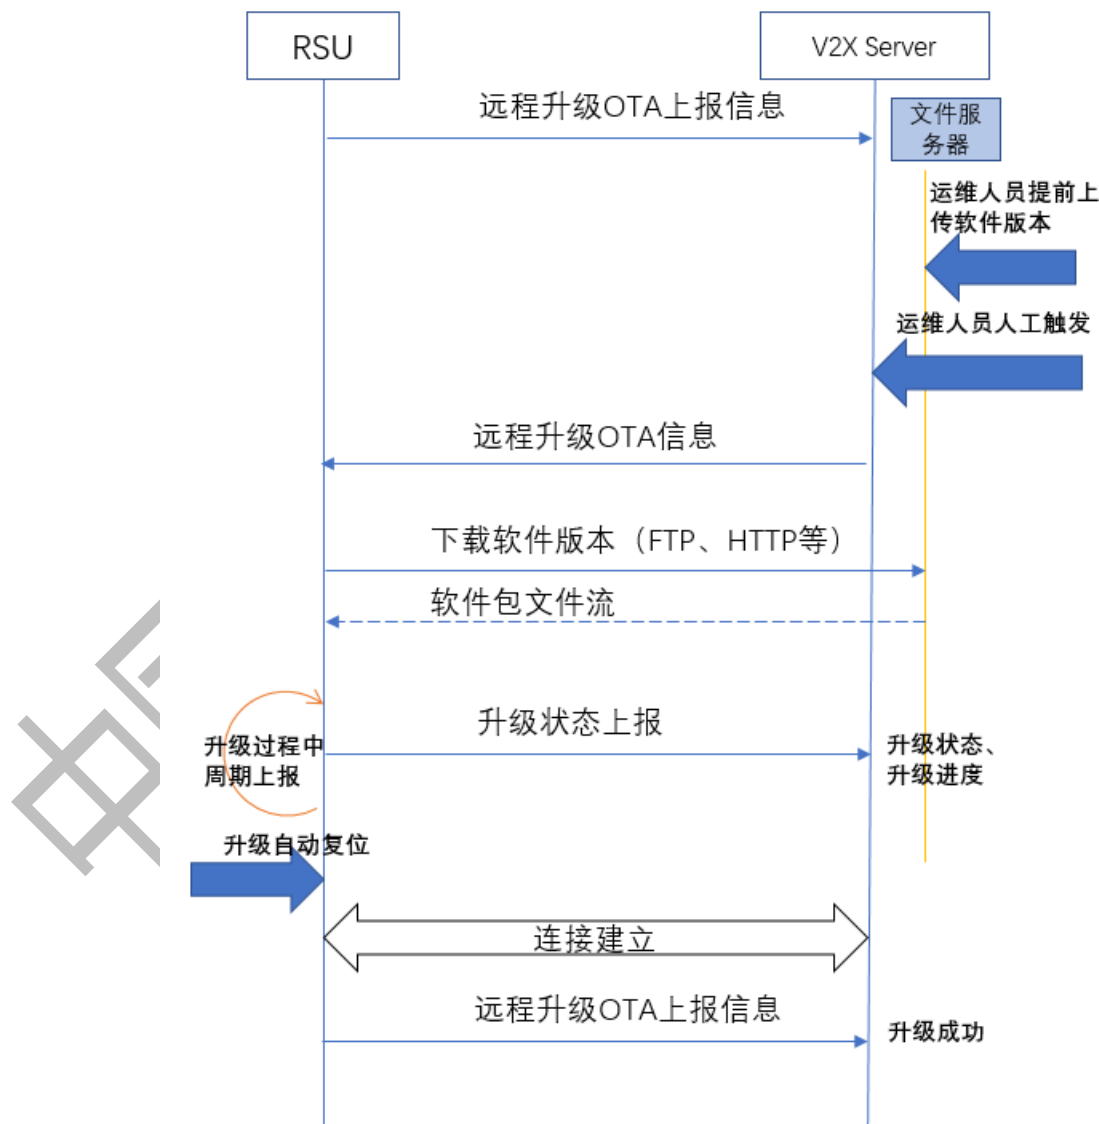 RSU
V2X Server
远程升级OTA上报信息
文件服
务器
运维人员提前上
传软件版本
运维人员人工触发
远程升级OTA信息
下载软件版本（FTP、HTTP等）
软件包文件流
升级状态上报
升级过程中
周期上报
升级状态、
升级进度
升级自动复位
连接建立
远程升级OTA上报信息
升级成功
中